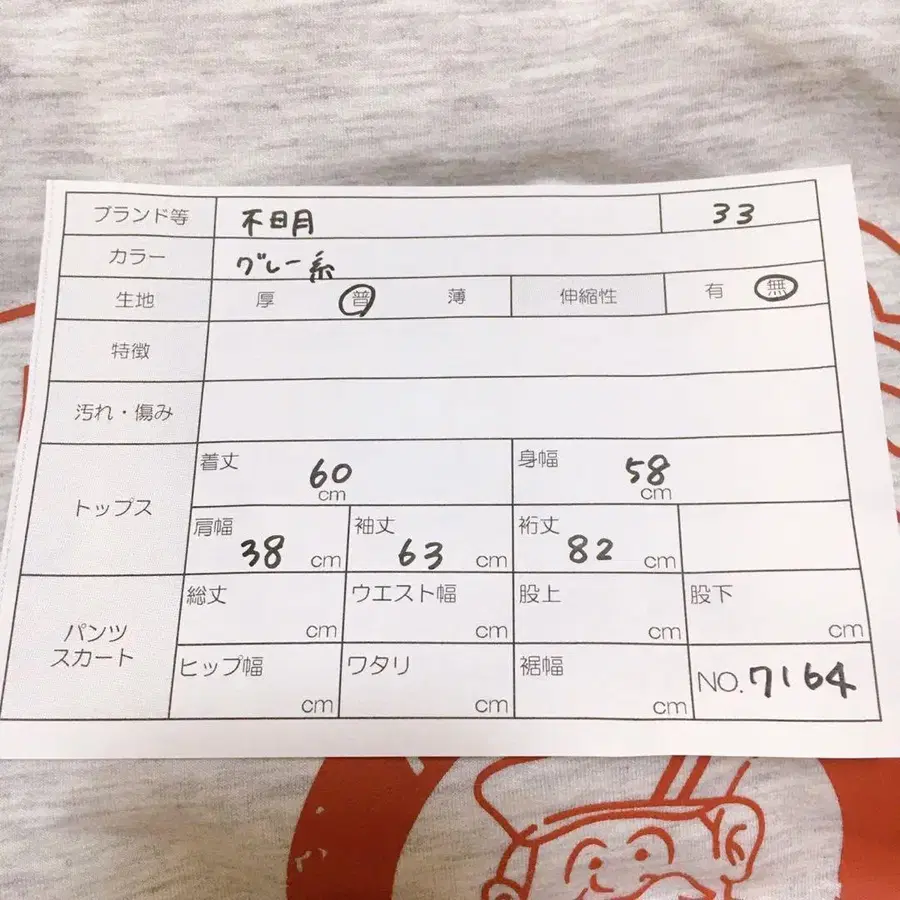 ブランド等 不明 33
カラー グレー系
生地 厚 普 薄 伸縮性 有 無
特徴
汚れ・傷み
トップス
着丈 60 cm 身幅 58 cm
肩幅 38 cm 袖丈 63 cm 裄丈 82 cm
パンツ
スカート
総丈 cm ウエスト幅 cm 股上 cm 股下 cm
ヒップ幅 cm ワタリ cm 裾幅 cm NO.7164